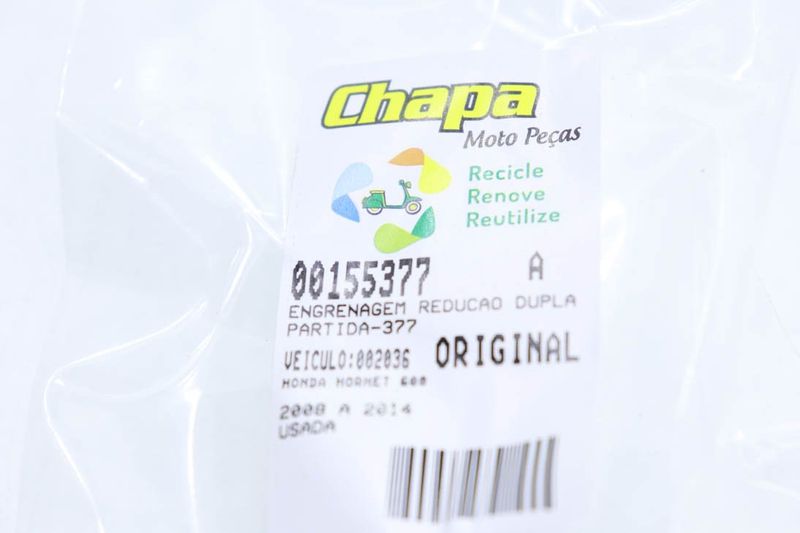 Chapa
Moto Peças
Recicle
Renove
Reutilize
00155377 A
ENGRENAGEM REDUCAO DUPLA
PARTIDA-377
VEICULO:002036 ORIGINAL
HONDA HORNET 600
2008 A 2014
USADA